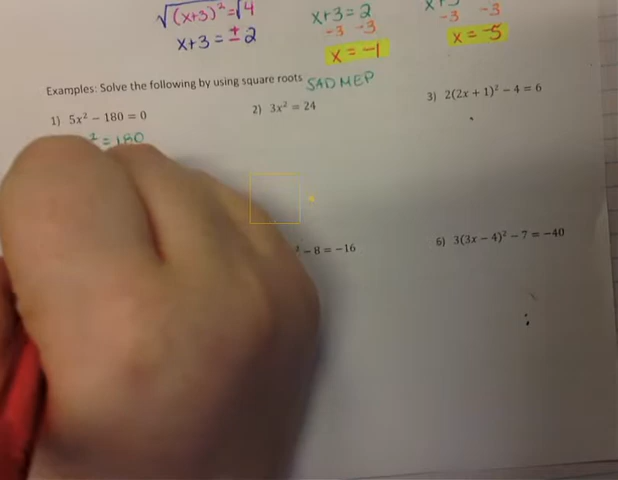 √(x+3)² = √4
x+3 = ± 2
x+3 = 2
-3 -3
x = -1
-3 -3
x = -5
Examples: Solve the following by using square roots SADMEP
1) 5x² − 180 = 0
² = 180
2) 3x² = 24
3) 2(2x + 1)² − 4 = 6
− 8 = −16
6) 3(3x − 4)² − 7 = −40